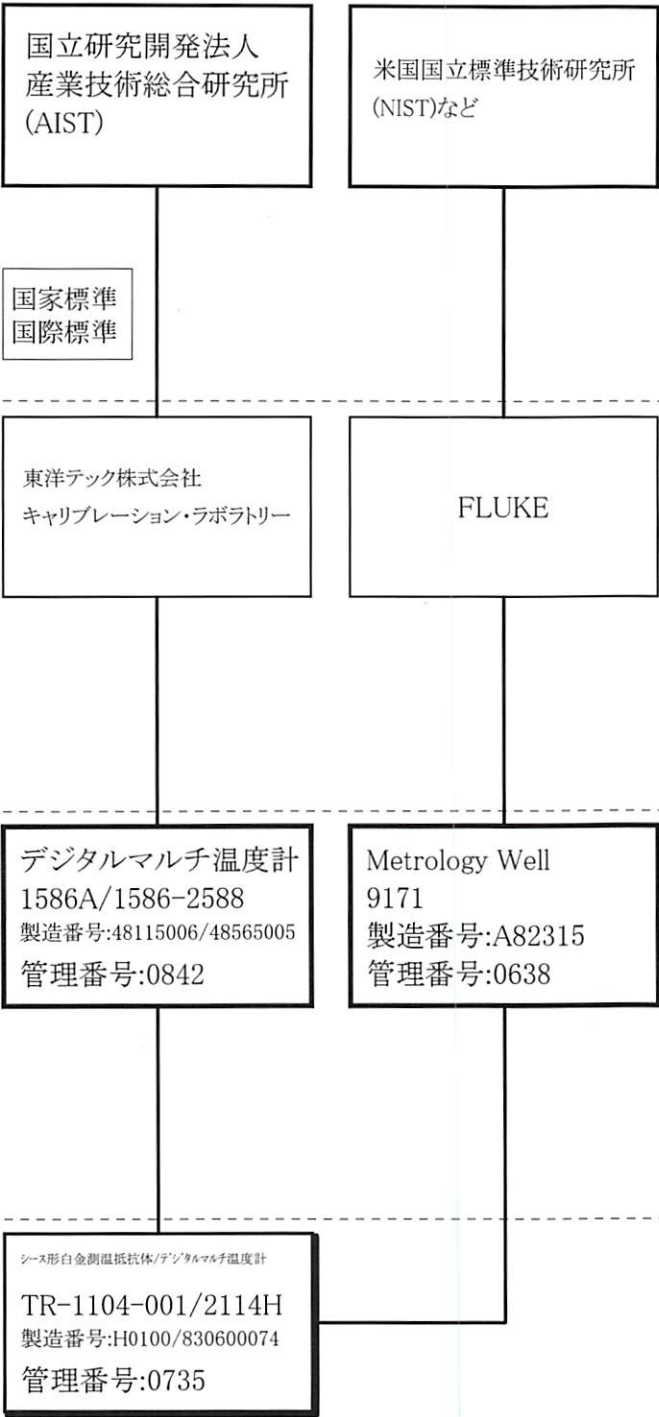 国立研究開発法人
産業技術総合研究所
(AIST)
米国国立標準技術研究所
(NIST)など
国家標準
国際標準
東洋テック株式会社
キャリブレーション・ラボラトリー
FLUKE
デジタルマルチ温度計
1586A/1586-2588
製造番号:48115006/48565005
管理番号:0842
Metrology Well
9171
製造番号:A82315
管理番号:0638
シース形白金測温抵抗体/デジタルマルチ温度計
TR-1104-001/2114H
製造番号:H0100/830600074
管理番号:0735